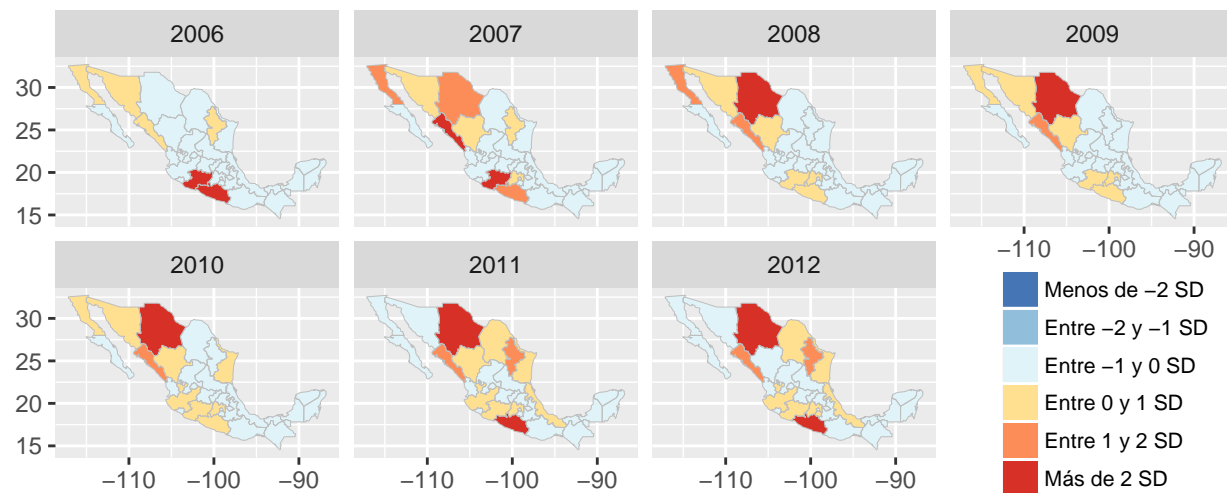 2006 2007 2008 2009
30
25
20
15
−110 −100 −90
2010 2011 2012
30
25
20
15
−110 −100 −90 −110 −100 −90 −110 −100 −90
Menos de −2 SD
Entre −2 y −1 SD
Entre −1 y 0 SD
Entre 0 y 1 SD
Entre 1 y 2 SD
Más de 2 SD